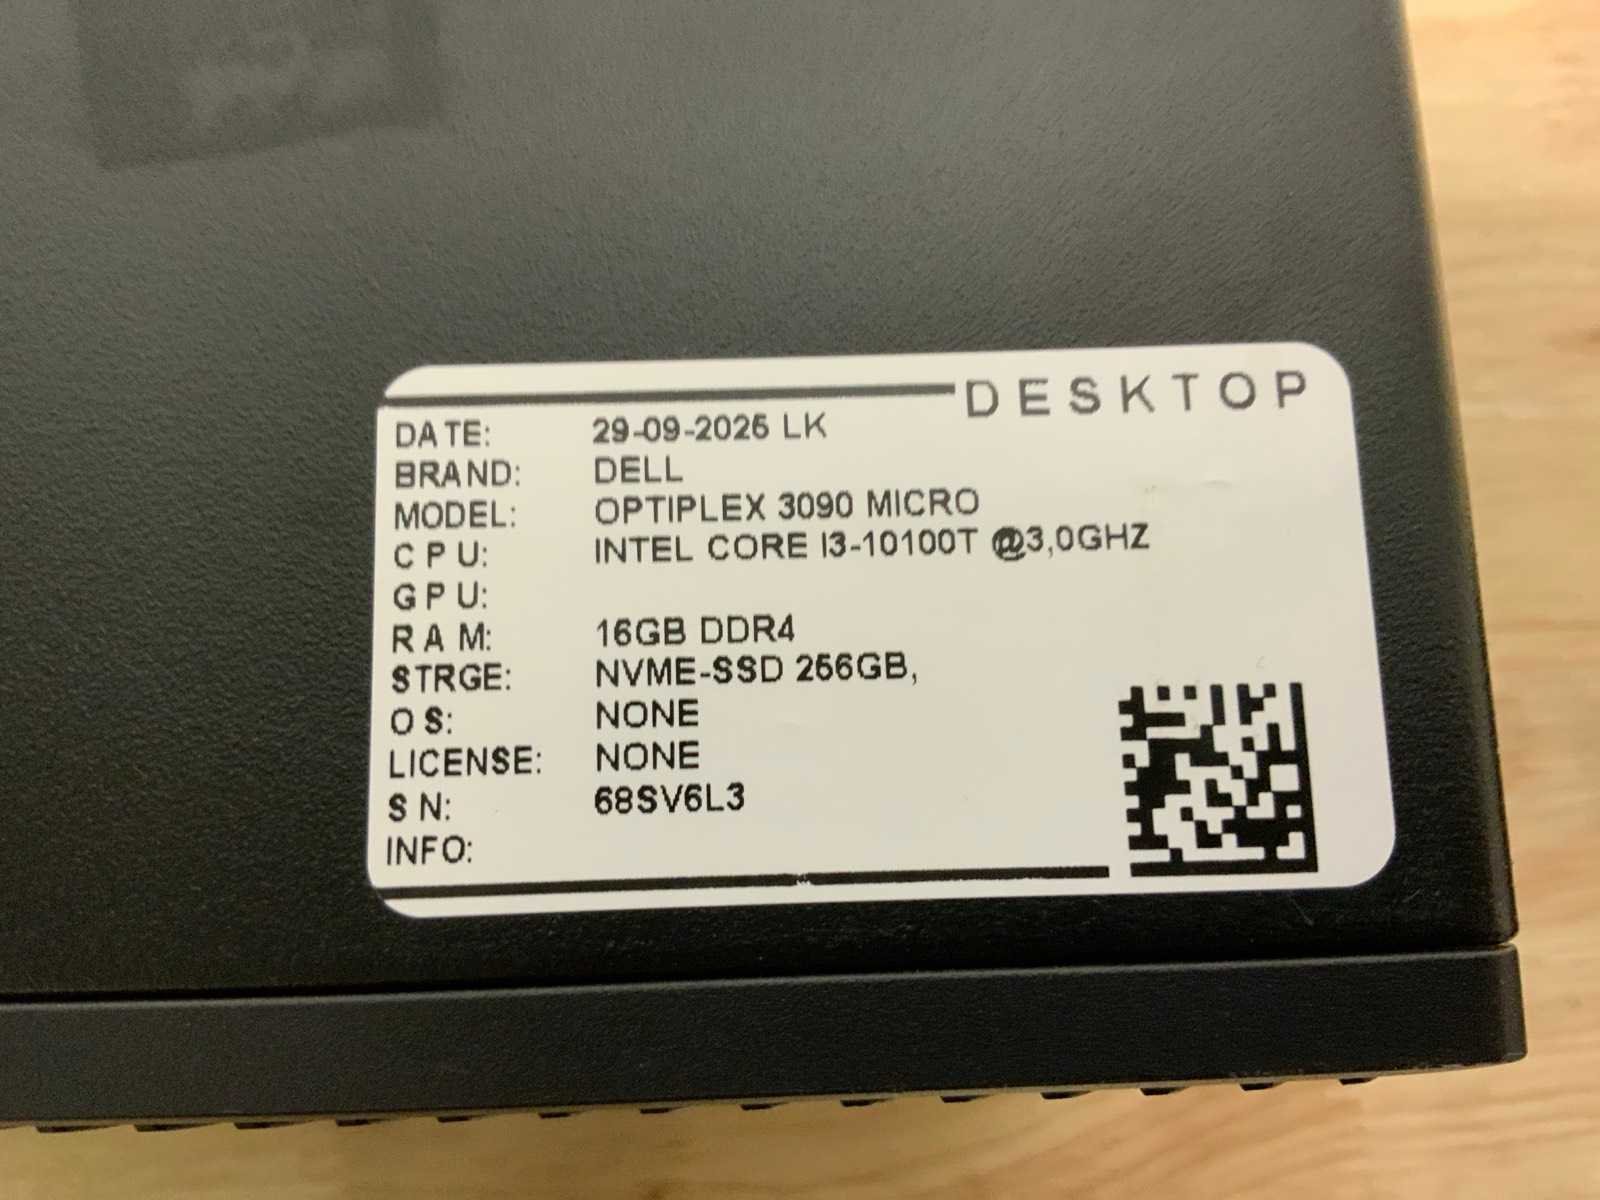 DESKTOP
DATE: 29-09-2025 LK
BRAND: DELL
MODEL: OPTIPLEX 3090 MICRO
CPU: INTEL CORE I3-10100T @3,0GHZ
GPU:
RAM: 16GB DDR4
STRGE: NVME-SSD 256GB,
OS: NONE
LICENSE: NONE
SN: 68SV6L3
INFO: